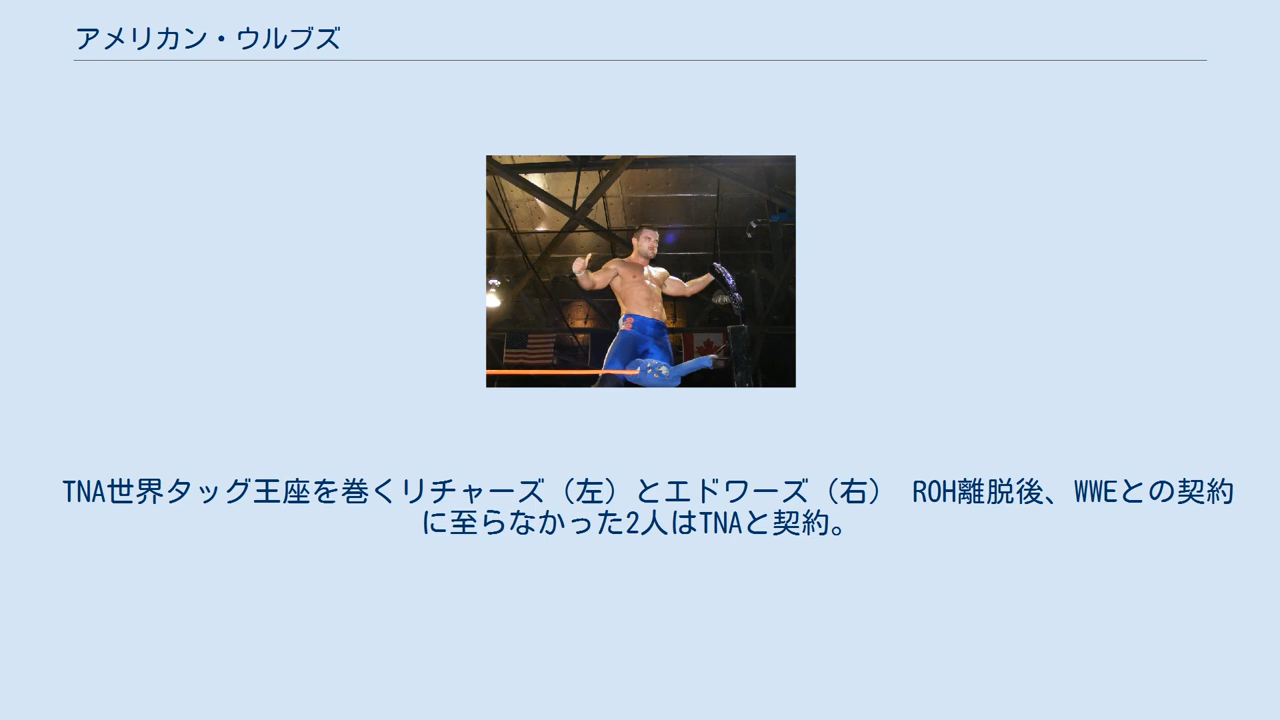 アメリカン・ウルブズ
TNA世界タッグ王座を巻くリチャーズ（左）とエドワーズ（右） ROH離脱後、WWEとの契約
に至らなかった2人はTNAと契約。